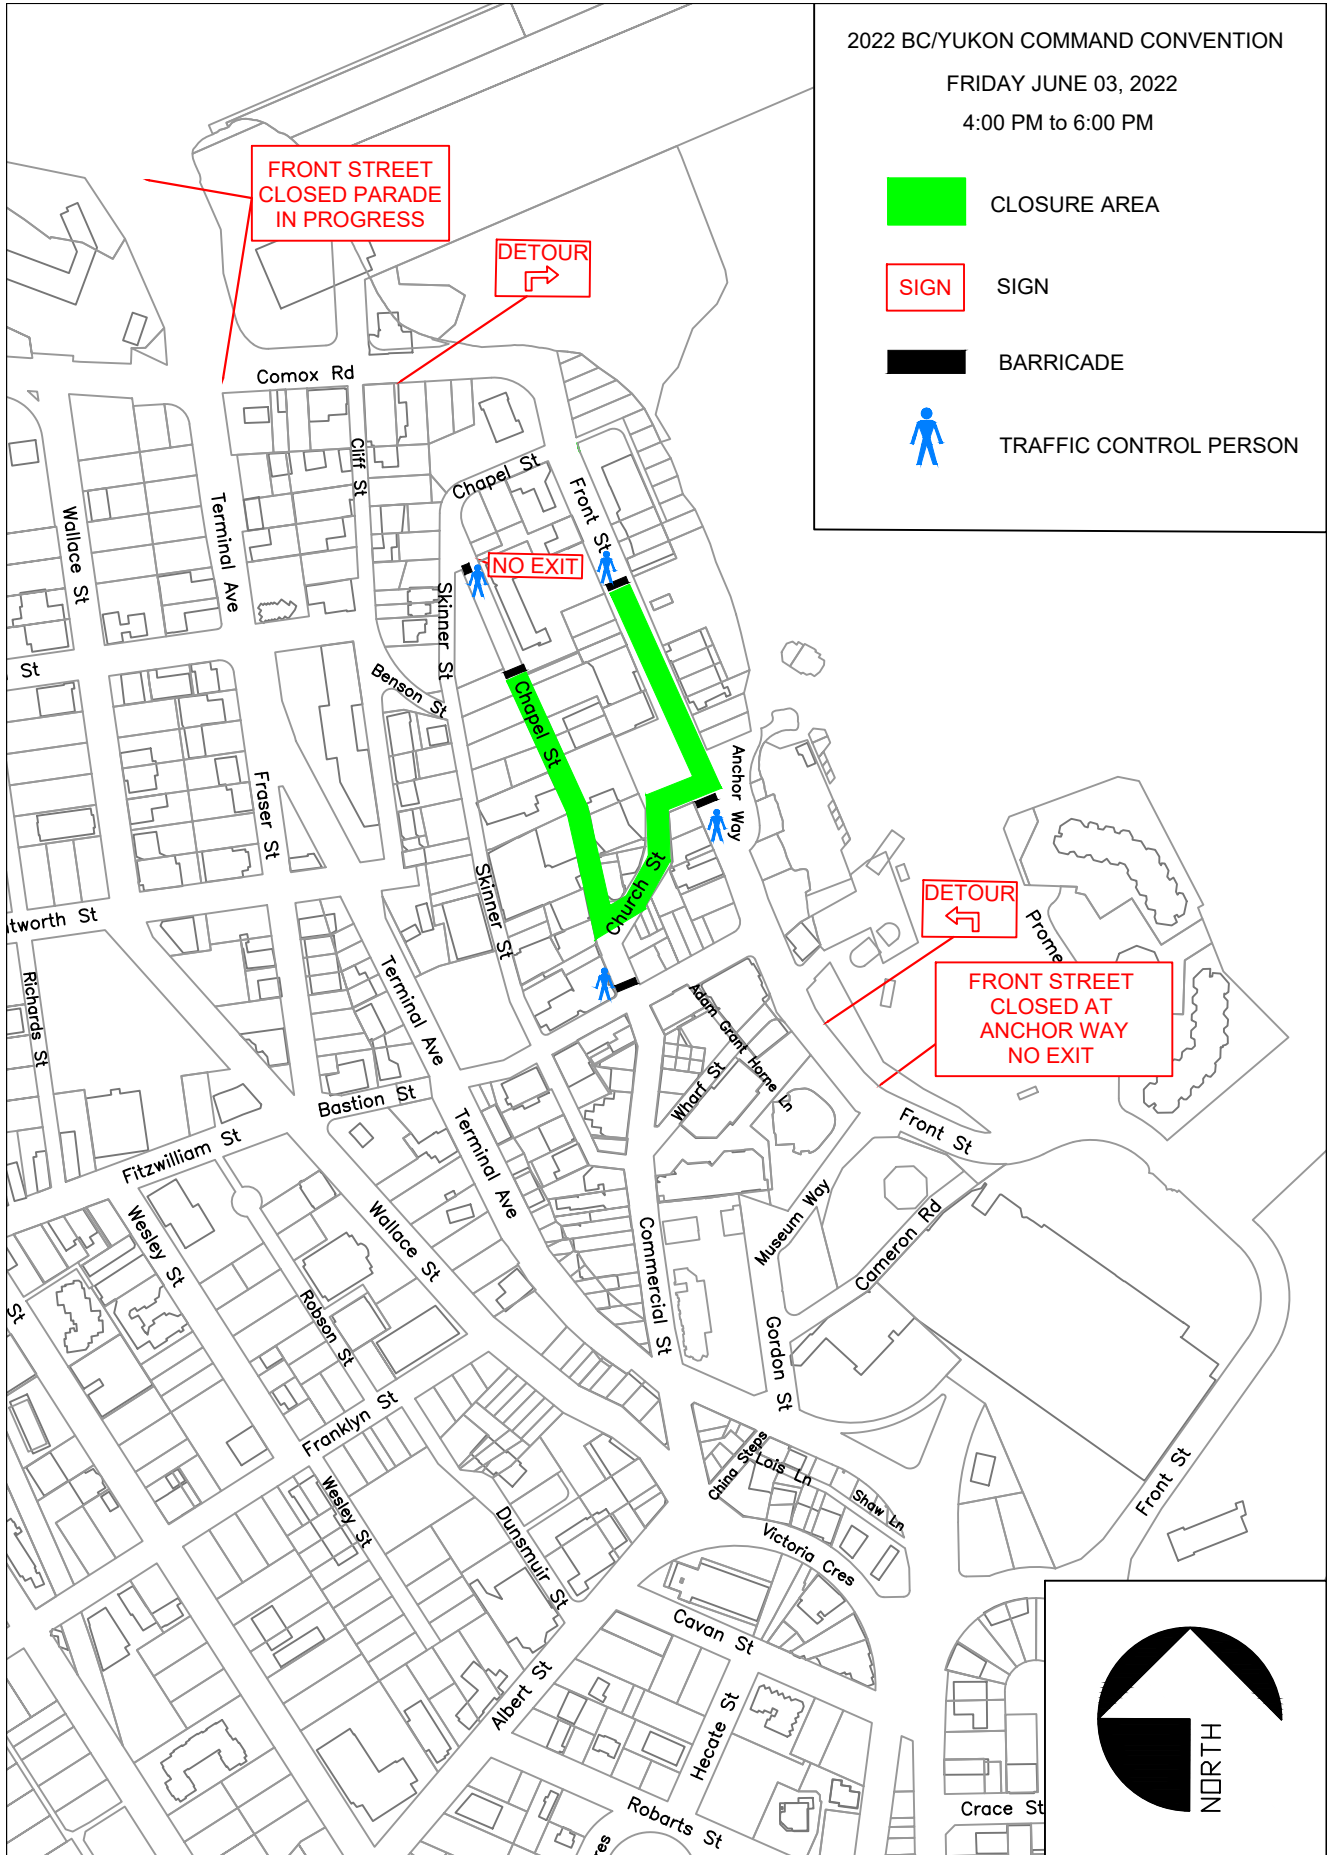 2022 BC/YUKON COMMAND CONVENTION
FRIDAY JUNE 03, 2022
4:00 PM to 6:00 PM
CLOSURE AREA
SIGN
SIGN
BARRICADE
TRAFFIC CONTROL PERSON
FRONT STREET
CLOSED PARADE
IN PROGRESS
DETOUR
Comox Rd
Cliff St
Chapel St
Front St
Wallace St
Terminal Ave
NO EXIT
Skinner St
St
Benson St
Chapel St
Anchor Way
Fraser St
Church St
Skinner St
DETOUR
Prome
ntworth St
Richards St
Terminal Ave
FRONT STREET
CLOSED AT
ANCHOR WAY
NO EXIT
Adam Grant Horne Ln
Wharf St
Bastion St
Front St
Fitzwilliam St
Terminal Ave
Museum Way
Cameron Rd
Wesley St
Wallace St
Commercial St
St
Robson St
Gordon St
Franklyn St
China Steps
Lois Ln
Shaw Ln
Front St
Wesley St
Dunsmuir St
Victoria Cres
Cavan St
Albert St
Hecate St
Robarts St
res
Crace St
NORTH